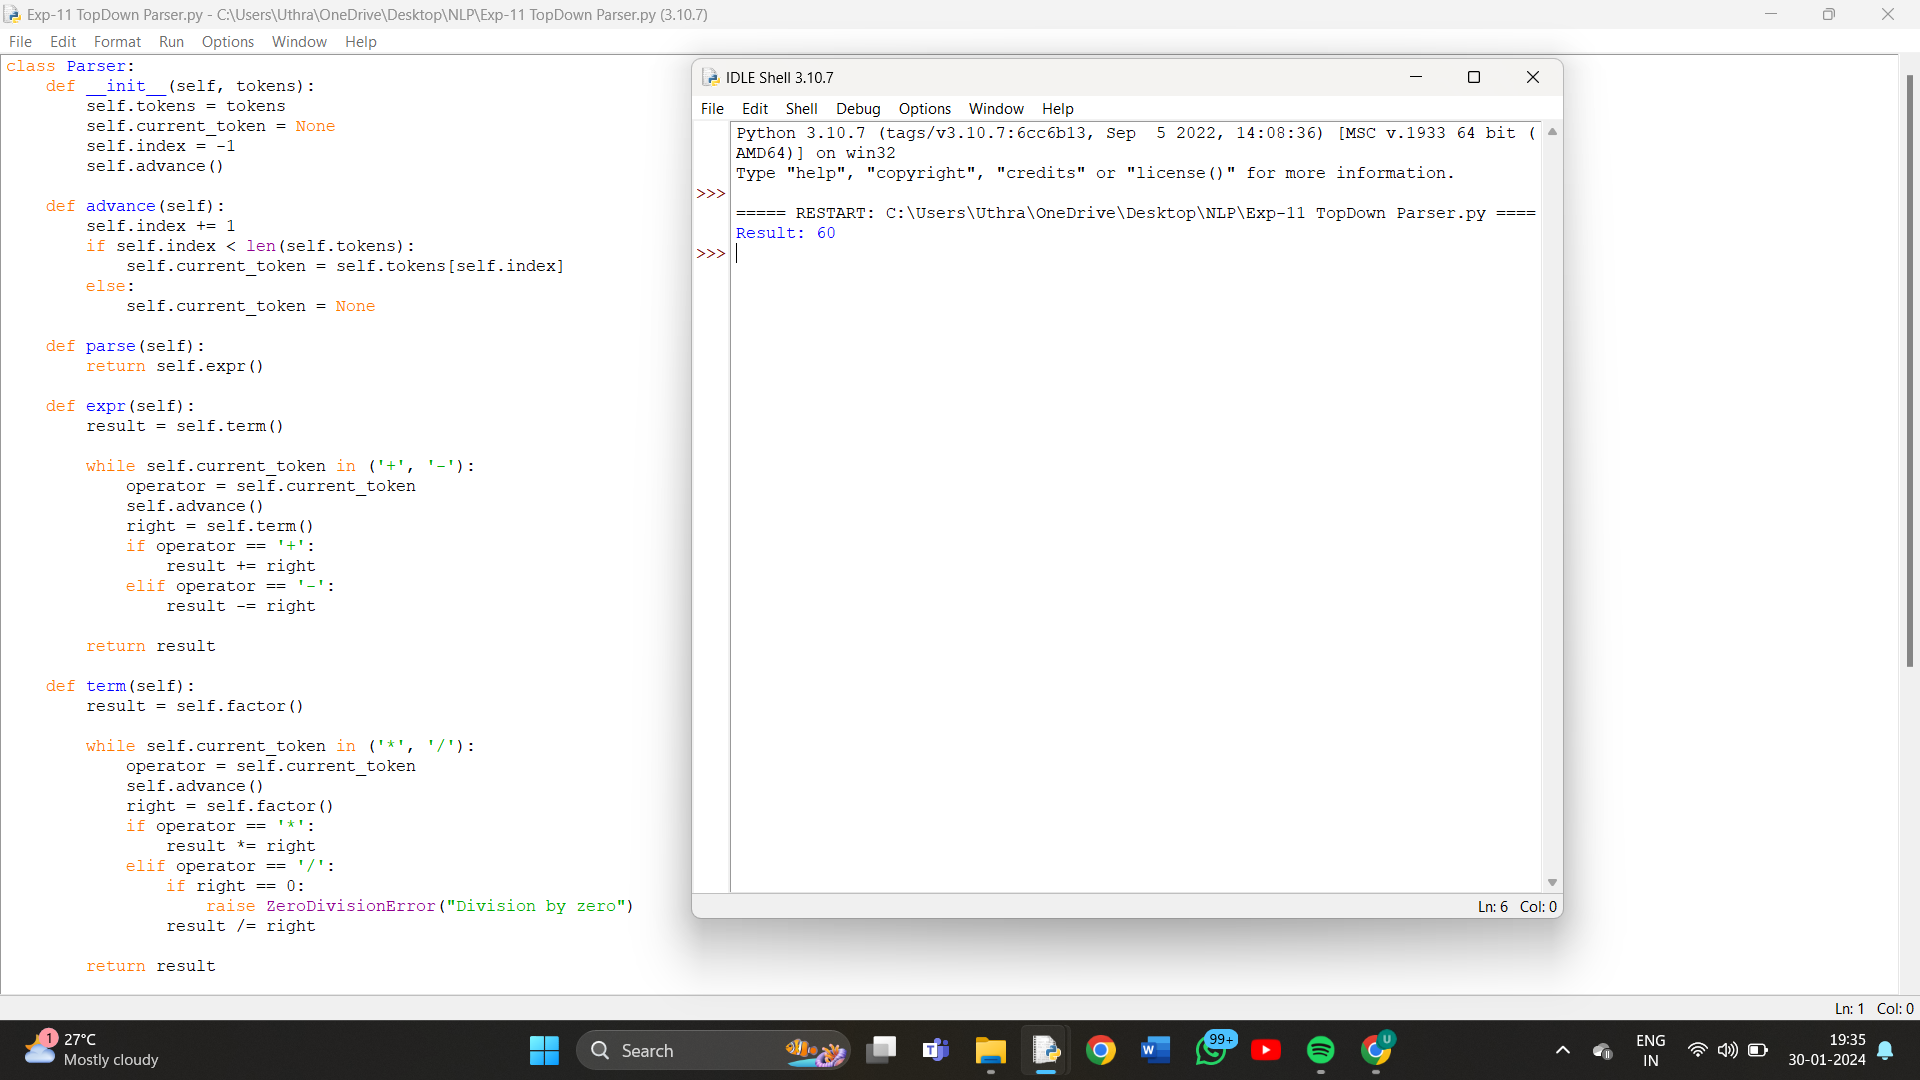 Exp-11 TopDown Parser.py - C:\Users\Uthra\OneDrive\Desktop\NLP\Exp-11 TopDown Parser.py (3.10.7)
File Edit Format Run Options Window Help
class Parser:
    def __init__(self, tokens):
        self.tokens = tokens
        self.current_token = None
        self.index = -1
        self.advance()

    def advance(self):
        self.index += 1
        if self.index < len(self.tokens):
            self.current_token = self.tokens[self.index]
        else:
            self.current_token = None

    def parse(self):
        return self.expr()

    def expr(self):
        result = self.term()

        while self.current_token in ('+', '-'):
            operator = self.current_token
            self.advance()
            right = self.term()
            if operator == '+':
                result += right
            elif operator == '-':
                result -= right

        return result

    def term(self):
        result = self.factor()

        while self.current_token in ('*', '/'):
            operator = self.current_token
            self.advance()
            right = self.factor()
            if operator == '*':
                result *= right
            elif operator == '/':
                if right == 0:
                    raise ZeroDivisionError("Division by zero")
                result /= right

        return result
IDLE Shell 3.10.7
File Edit Shell Debug Options Window Help
Python 3.10.7 (tags/v3.10.7:6cc6b13, Sep  5 2022, 14:08:36) [MSC v.1933 64 bit (
AMD64)] on win32
Type "help", "copyright", "credits" or "license()" for more information.
>>>
===== RESTART: C:\Users\Uthra\OneDrive\Desktop\NLP\Exp-11 TopDown Parser.py ====
Result: 60
>>>
Ln: 6 Col: 0
Ln: 1 Col: 0
1
27°C
Mostly cloudy
Search
T
W
99+
U
ENG
IN
19:35
30-01-2024